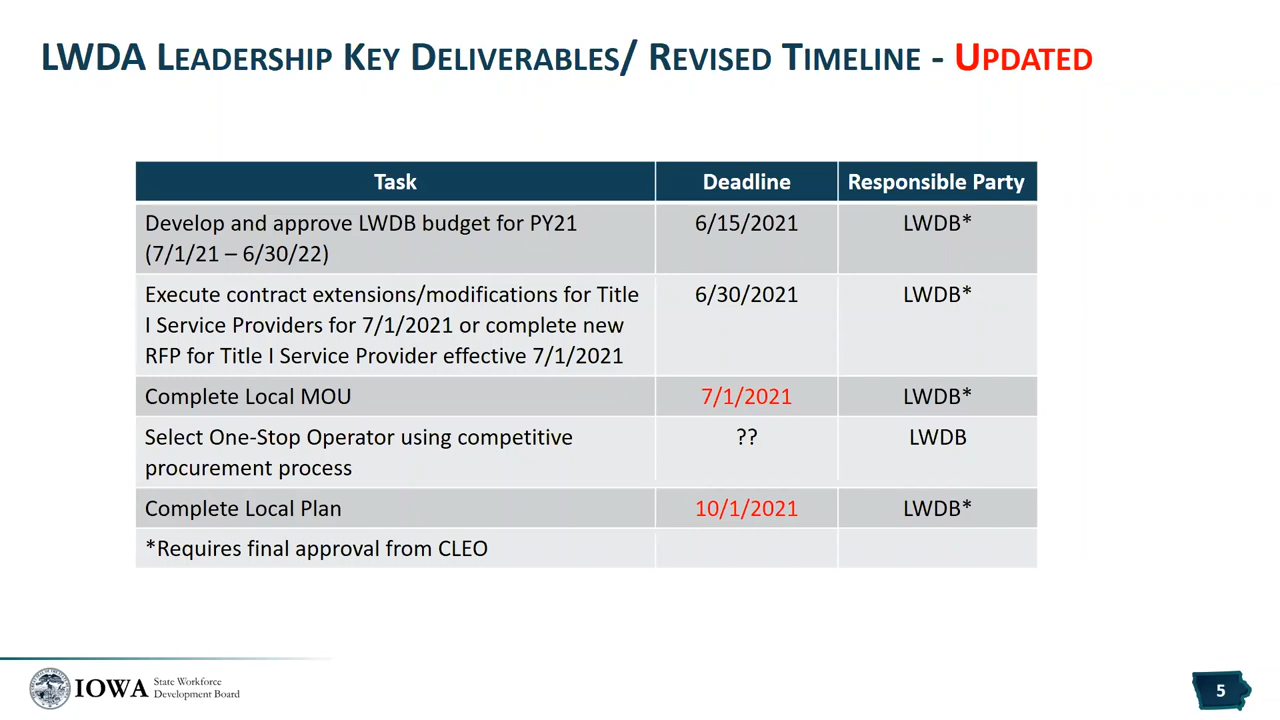 LWDA LEADERSHIP KEY DELIVERABLES/ REVISED TIMELINE - UPDATED
Task Deadline Responsible Party
Develop and approve LWDB budget for PY21 6/15/2021 LWDB*
(7/1/21 – 6/30/22)
Execute contract extensions/modifications for Title 6/30/2021 LWDB*
I Service Providers for 7/1/2021 or complete new
RFP for Title I Service Provider effective 7/1/2021
Complete Local MOU 7/1/2021 LWDB*
Select One-Stop Operator using competitive ?? LWDB
procurement process
Complete Local Plan 10/1/2021 LWDB*
*Requires final approval from CLEO
IOWA State Workforce
Development Board
5